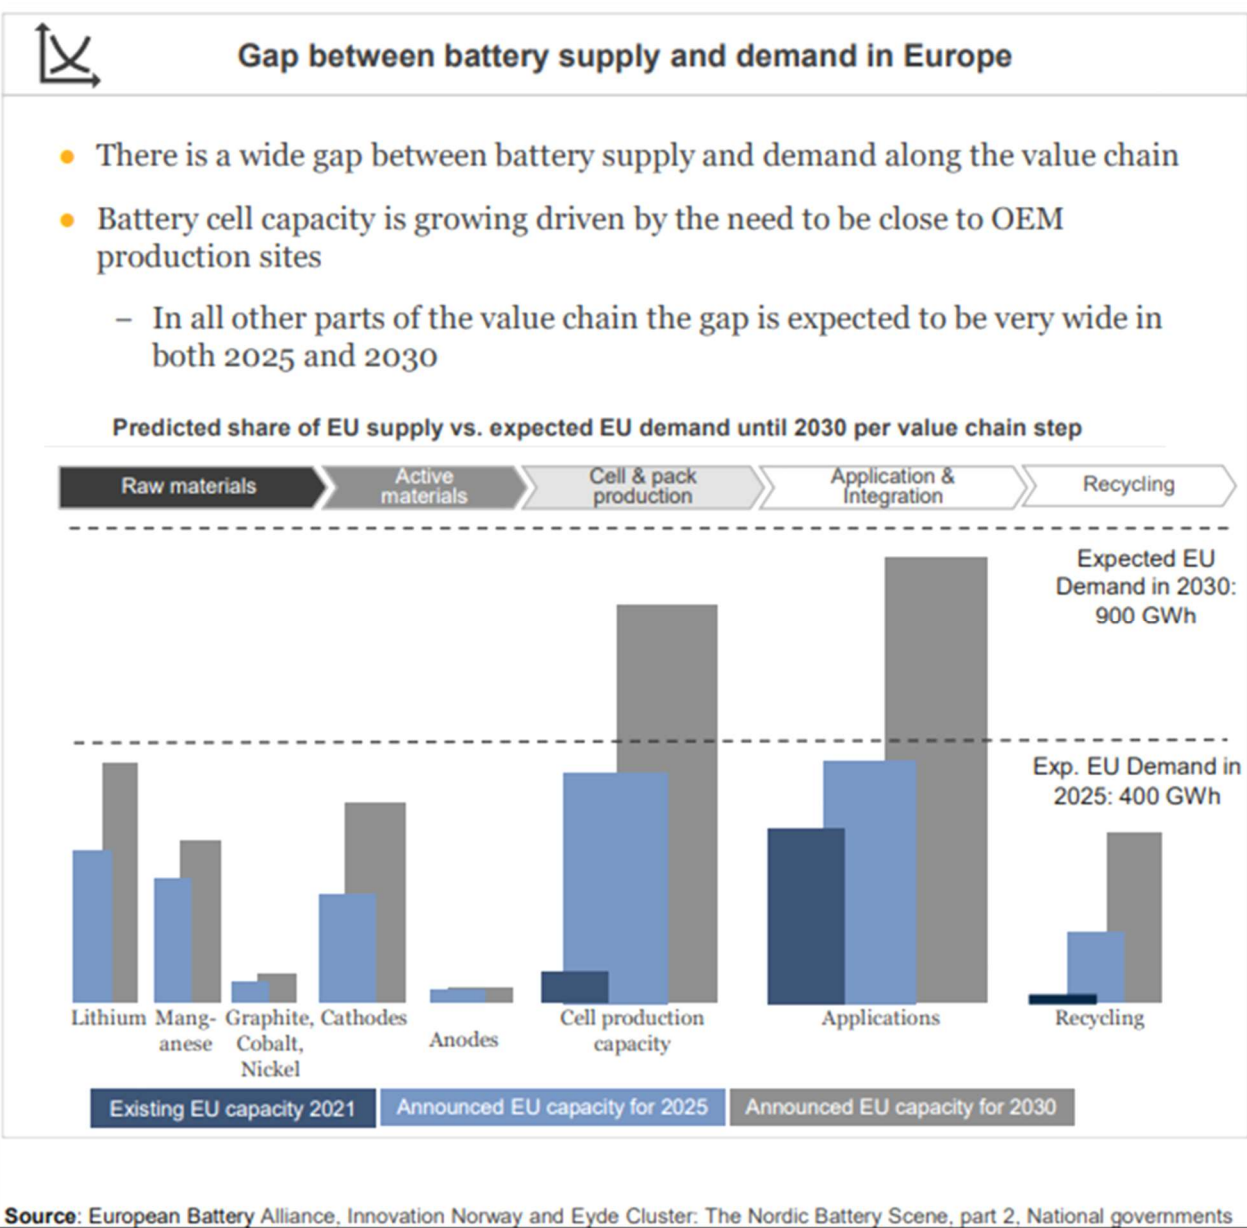 Gap between battery supply and demand in Europe
● There is a wide gap between battery supply and demand along the value chain
● Battery cell capacity is growing driven by the need to be close to OEM
production sites
– In all other parts of the value chain the gap is expected to be very wide in
both 2025 and 2030
Predicted share of EU supply vs. expected EU demand until 2030 per value chain step
Raw materials
Active
materials
Cell & pack
production
Application &
Integration
Recycling
Expected EU
Demand in 2030:
900 GWh
Exp. EU Demand in
2025: 400 GWh
Lithium
Mang-
anese
Graphite,
Cobalt,
Nickel
Cathodes
Anodes
Cell production
capacity
Applications
Recycling
Existing EU capacity 2021
Announced EU capacity for 2025
Announced EU capacity for 2030
Source: European Battery Alliance, Innovation Norway and Eyde Cluster: The Nordic Battery Scene, part 2, National governments